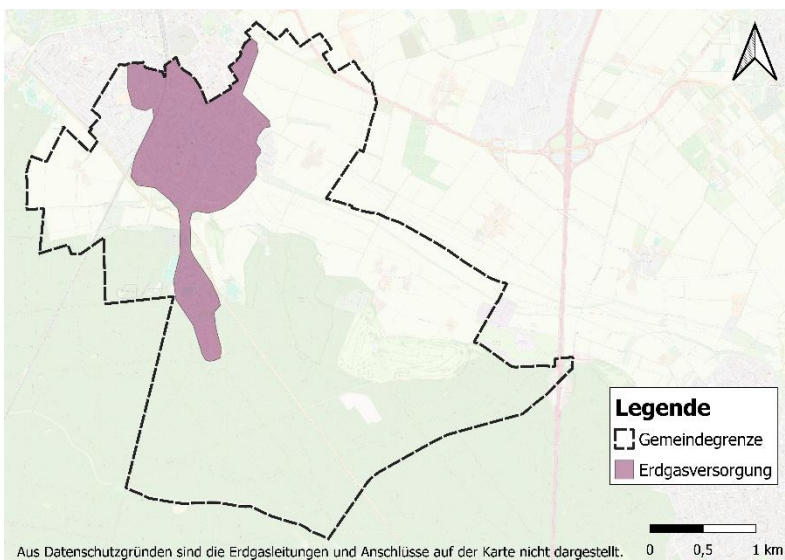 Legende
Gemeindegrenze
Erdgasversorgung
Aus Datenschutzgründen sind die Erdgasleitungen und Anschlüsse auf der Karte nicht dargestellt.
0 0,5 1 km